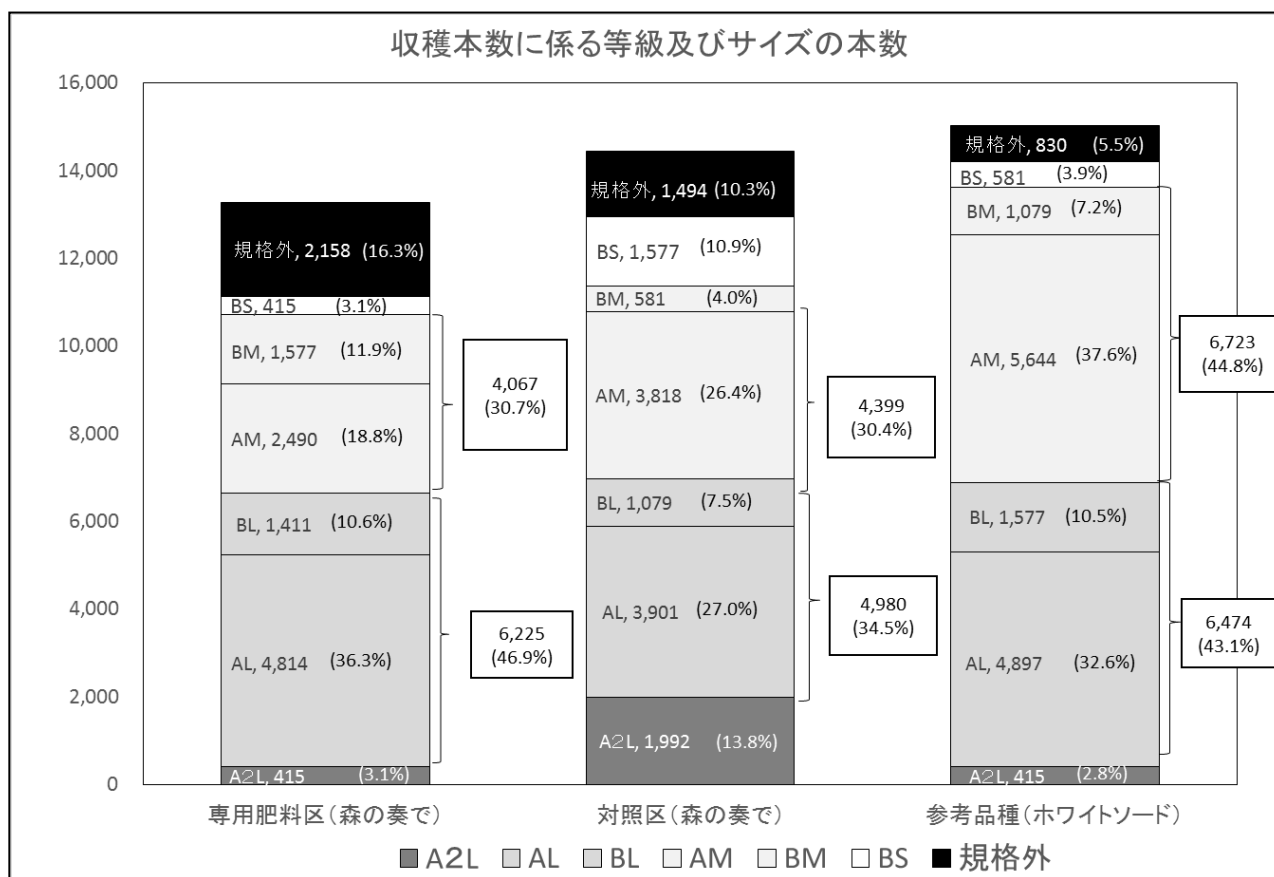 収穫本数に係る等級及びサイズの本数
16,000
14,000
12,000
10,000
8,000
6,000
4,000
2,000
0
規格外, 2,158 (16.3%)
BS, 415 (3.1%)
BM, 1,577 (11.9%)
AM, 2,490 (18.8%)
BL, 1,411 (10.6%)
AL, 4,814 (36.3%)
A2L, 415 (3.1%)
4,067
(30.7%)
6,225
(46.9%)
規格外, 1,494 (10.3%)
BS, 1,577 (10.9%)
BM, 581 (4.0%)
AM, 3,818 (26.4%)
BL, 1,079 (7.5%)
AL, 3,901 (27.0%)
A2L, 1,992 (13.8%)
4,399
(30.4%)
4,980
(34.5%)
規格外, 830 (5.5%)
BS, 581 (3.9%)
BM, 1,079 (7.2%)
AM, 5,644 (37.6%)
BL, 1,577 (10.5%)
AL, 4,897 (32.6%)
A2L, 415 (2.8%)
6,723
(44.8%)
6,474
(43.1%)
専用肥料区(森の奏で)
対照区(森の奏で)
参考品種(ホワイトソード)
A2L AL BL AM BM BS 規格外